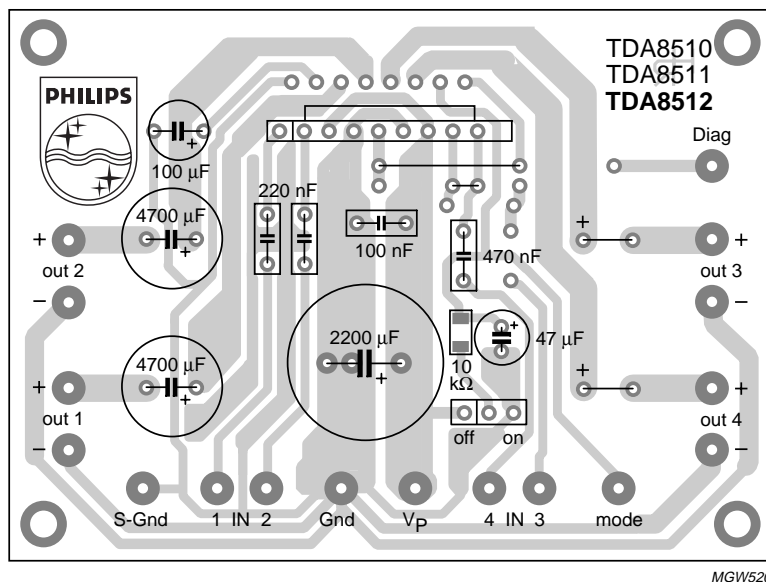 TDA8510
TDA8511
TDA8512
PHILIPS
Diag
100 µF
4700 µF
220 nF
+
+
+
out 2
100 nF
470 nF
+
out 3
−
−
4700 µF
2200 µF
+
47 µF
+
+
+
+
10
kΩ
+
out 1
off
on
+
out 4
−
−
S-Gnd
1 IN 2
Gnd
VP
4 IN 3
mode